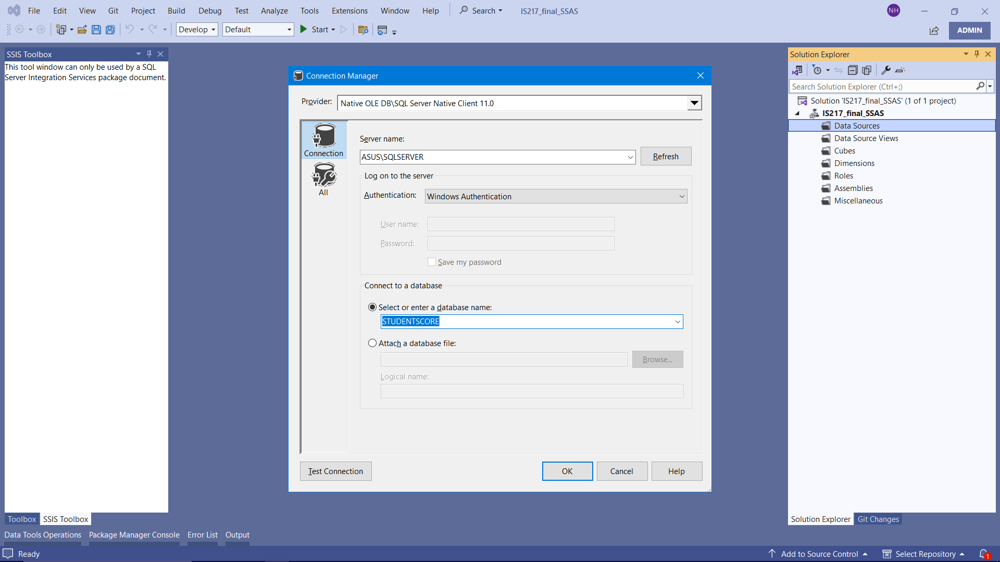 File Edit View Git Project Build Debug Test Analyze Tools Extensions Window Help Search IS217_final_SSAS NH
Develop Default Start ADMIN
SSIS Toolbox
This tool window can only be used by a SQL
Server Integration Services package document.
Connection Manager
Provider: Native OLE DB\SQL Server Native Client 11.0
Connection
All
Server name:
ASUS\SQLSERVER Refresh
Log on to the server
Authentication: Windows Authentication
User name:
Password:
Save my password
Connect to a database
Select or enter a database name:
STUDENTSCORE
Attach a database file:
Browse...
Logical name:
Test Connection OK Cancel Help
Solution Explorer
Search Solution Explorer (Ctrl+;)
Solution 'IS217_final_SSAS' (1 of 1 project)
IS217_final_SSAS
Data Sources
Data Source Views
Cubes
Dimensions
Roles
Assemblies
Miscellaneous
Toolbox SSIS Toolbox
Solution Explorer Git Changes
Data Tools Operations Package Manager Console Error List Output
Ready Add to Source Control Select Repository 1